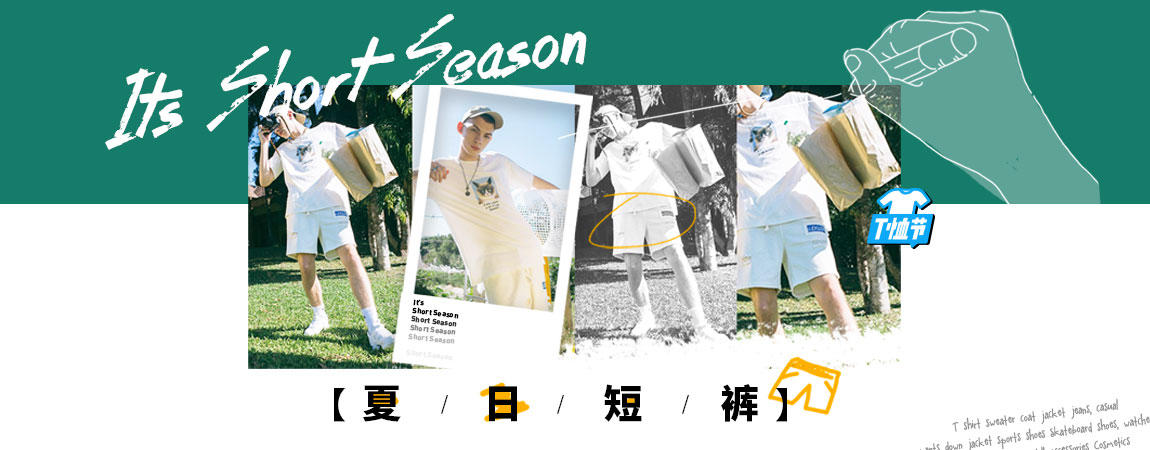 Its Short Season
It's
Short Season
Short Season
Short Season
Short Season
Short Season
T·恤节
【夏/日/短/裤】
T shirt sweater coat jacket jeans, casual
down jacket sports shoes skateboard shoes, watche
accessories cosmetics